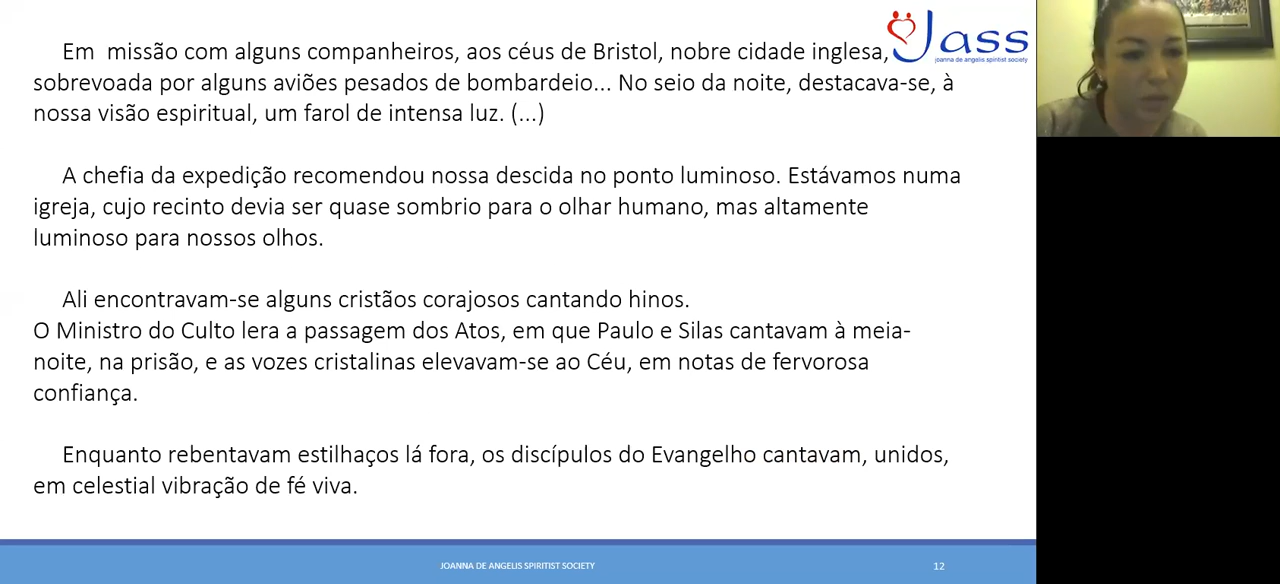 Em missão com alguns companheiros, aos céus de Bristol, nobre cidade inglesa,
sobrevoada por alguns aviões pesados de bombardeio... No seio da noite, destacava-se, à
nossa visão espiritual, um farol de intensa luz. (...)
A chefia da expedição recomendou nossa descida no ponto luminoso. Estávamos numa
igreja, cujo recinto devia ser quase sombrio para o olhar humano, mas altamente
luminoso para nossos olhos.
Ali encontravam-se alguns cristãos corajosos cantando hinos.
O Ministro do Culto lera a passagem dos Atos, em que Paulo e Silas cantavam à meia-
noite, na prisão, e as vozes cristalinas elevavam-se ao Céu, em notas de fervorosa
confiança.
Enquanto rebentavam estilhaços lá fora, os discípulos do Evangelho cantavam, unidos,
em celestial vibração de fé viva.
Jass
joanna de angelis spiritist society
JOANNA DE ANGELIS SPIRITIST SOCIETY
12